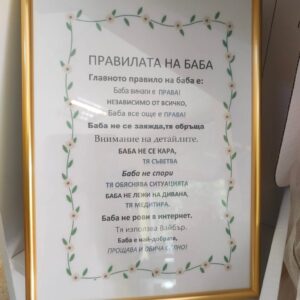 ПРАВИЛАТА НА БАБА
Главното правило на баба е:
Баба винаги е ПРАВА!
НЕЗАВИСИМО ОТ ВСИЧКО,
Баба все още е ПРАВА!
Баба не се завжда,тя обръща
Внимание на детайлите.
БАБА НЕ СЕ КАРА,
ТЯ СЪВЕТВА
Баба не спори
ТЯ ОБЯСНЯВА СИТУАЦИЯТА
БАБА НЕ ЛЕЖИ НА ДИВАНА,
ТЯ МЕДИТИРА.
Баба не рови в интернет,
Тя използва Вайбър.
Баба е най-добрата,
ПРОЩАВА И ОБИЧА СИЛНО!